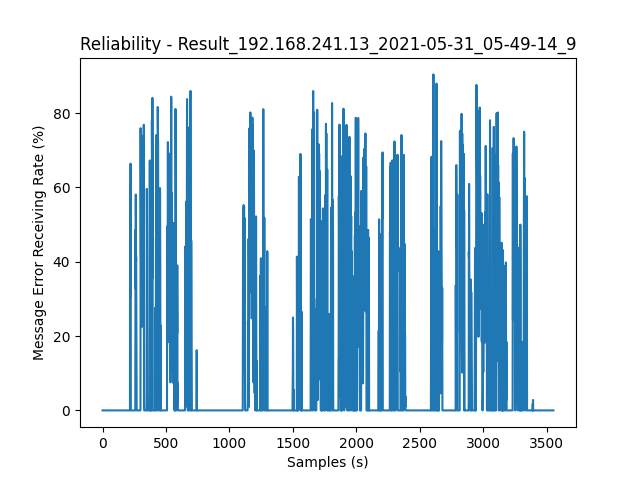 Reliability - Result_192.168.241.13_2021-05-31_05-49-14_9
Message Error Receiving Rate (%)
80
60
40
20
0
0 500 1000 1500 2000 2500 3000 3500
Samples (s)